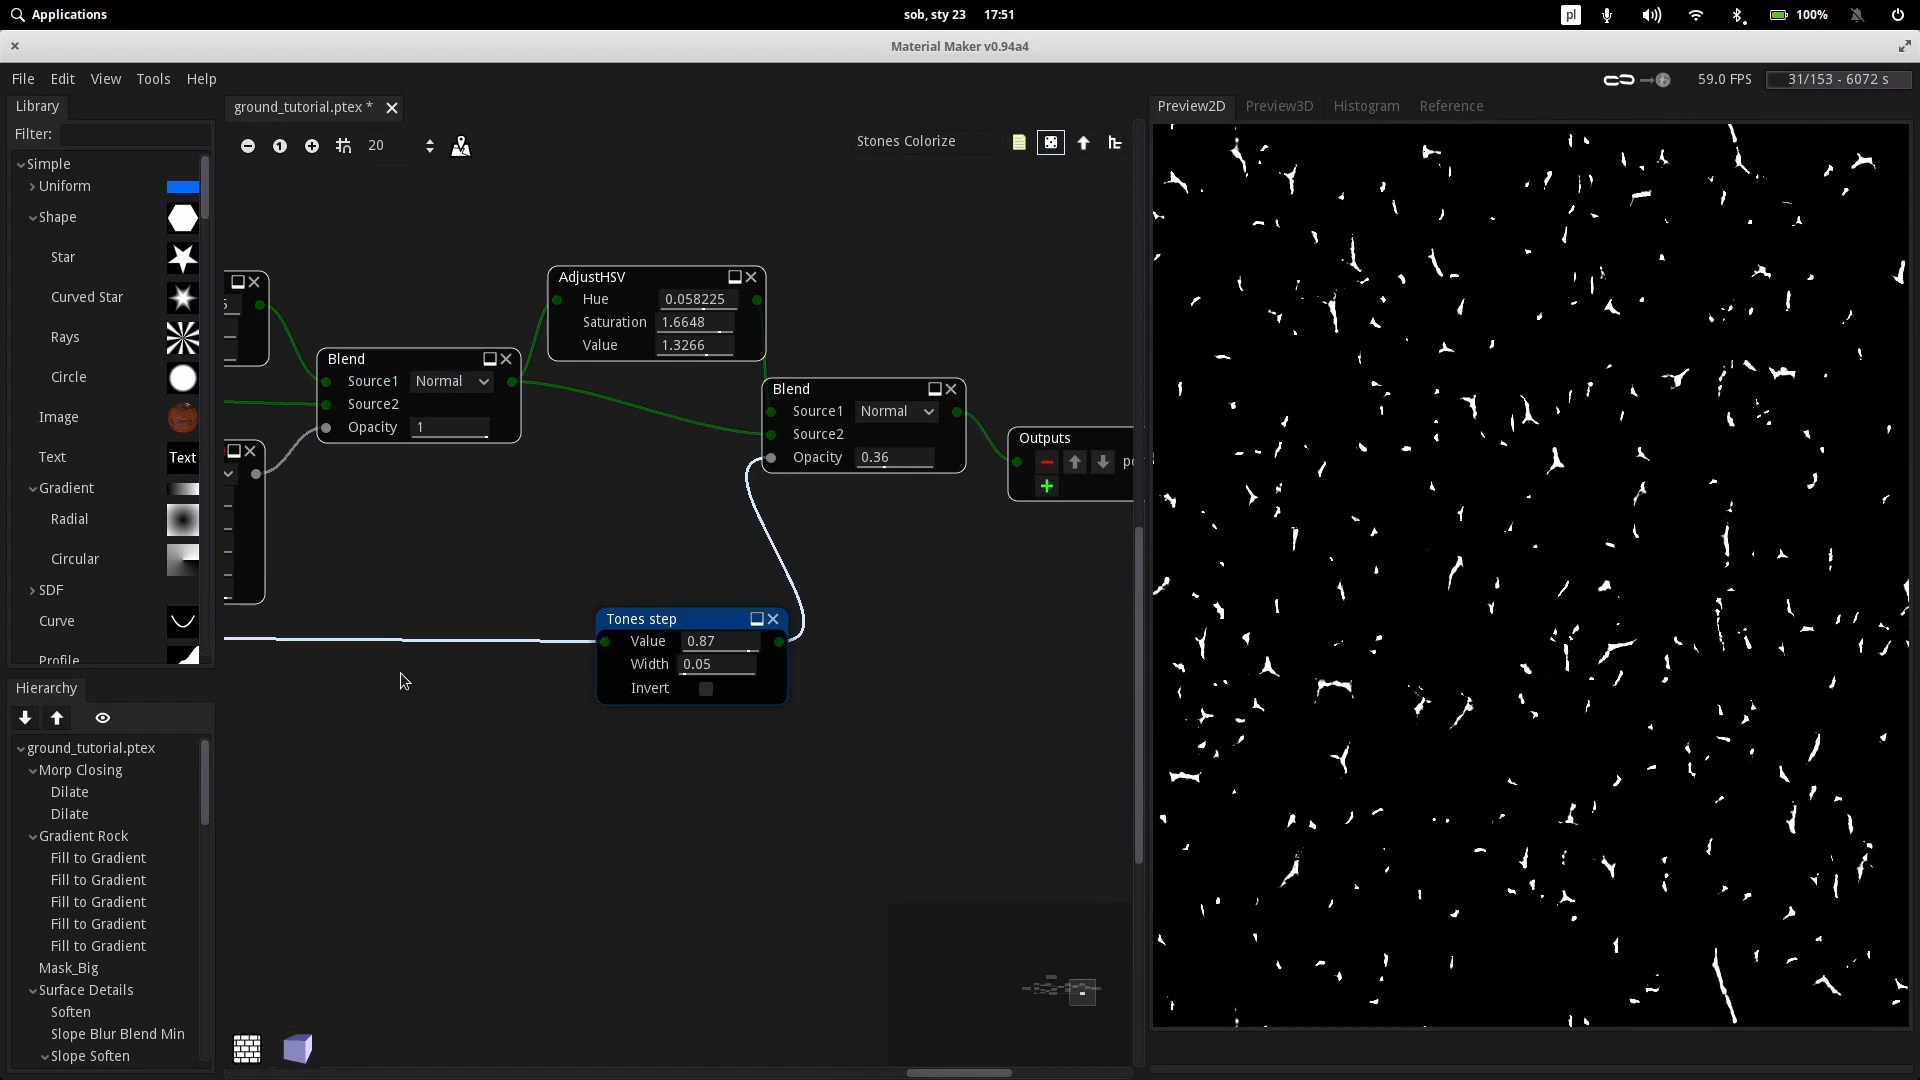 Applications
sob, sty 23 17:51
pl
100%
Material Maker v0.94a4
File Edit View Tools Help
59.0 FPS
31/153 - 6072 s
Library
ground_tutorial.ptex *
Preview2D Preview3D Histogram Reference
Filter:
20
Stones Colorize
Simple
Uniform
Shape
Star
Curved Star
Rays
Circle
Image
Text
Text
Gradient
Radial
Circular
SDF
Curve
Profile
AdjustHSV
Hue 0.058225
Saturation 1.6648
Value 1.3266
Blend
Source1 Normal
Source2
Opacity 1
Blend
Source1 Normal
Source2
Opacity 0.36
Outputs
Tones step
Value 0.87
Width 0.05
Invert
Hierarchy
ground_tutorial.ptex
Morp Closing
Dilate
Dilate
Gradient Rock
Fill to Gradient
Fill to Gradient
Fill to Gradient
Fill to Gradient
Fill to Gradient
Mask_Big
Surface Details
Soften
Slope Blur Blend Min
Slope Soften